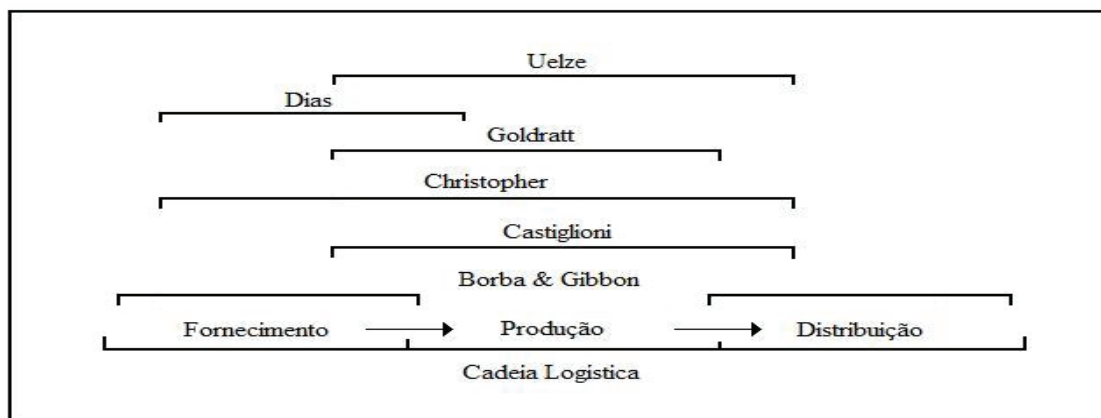 Uelze
Dias
Goldratt
Christopher
Castiglioni
Borba & Gibbon
Fornecimento Produção Distribuição
Cadeia Logistica